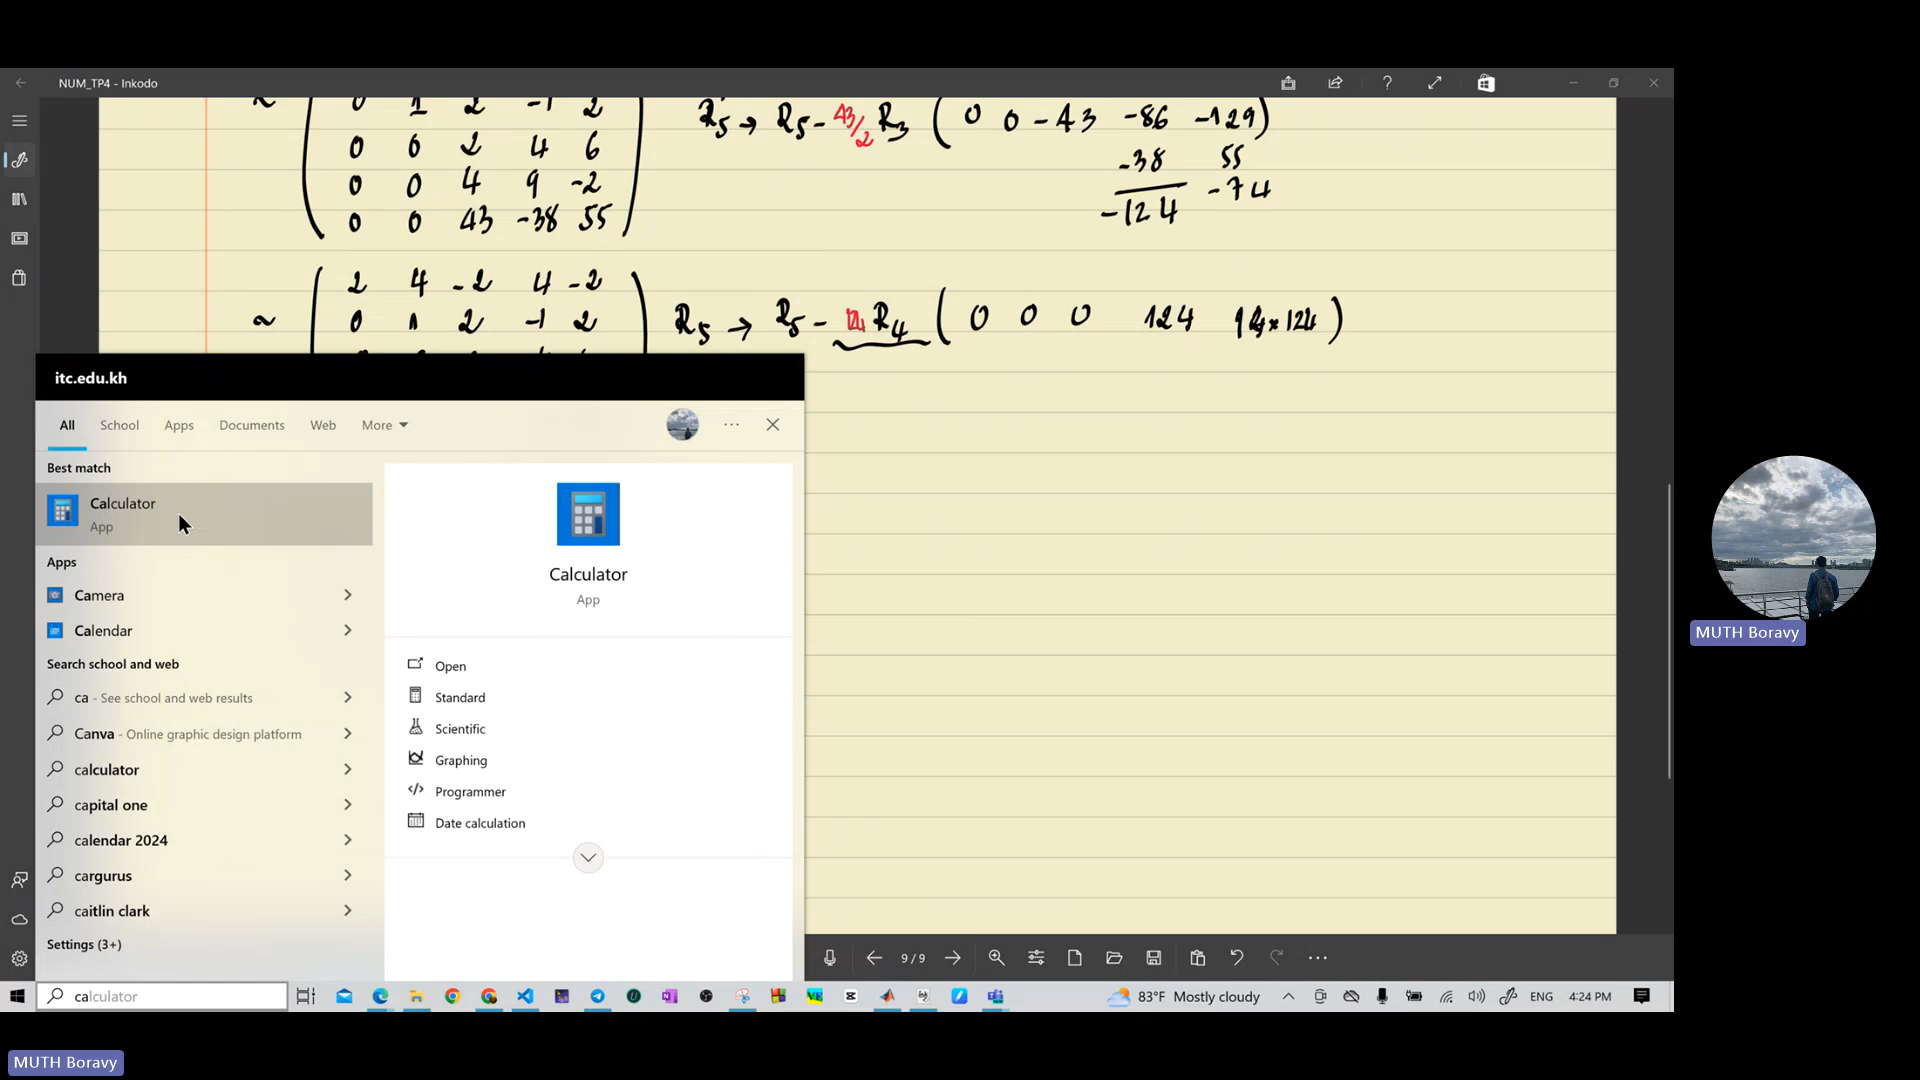 NUM_TP4 - Inkodo
~ 0 1 2 -1 2
0 0 2 4 6
0 0 4 9 -2
0 0 43 -38 55
R5 → R5 - 43/2 R3 ( 0 0 -43 -86 -129 )
-38 55
-124 -74
2 4 -2 4 -2
~ 0 1 2 -1 2
R5 → R5 - R4 ( 0 0 0 124 14 x 124 )
itc.edu.kh
All School Apps Documents Web More
Best match
Calculator
App
Apps
Camera
Calendar
Search school and web
ca - See school and web results
Canva - Online graphic design platform
calculator
capital one
calendar 2024
cargurus
caitlin clark
Settings (3+)
Calculator
App
Open
Standard
Scientific
Graphing
Programmer
Date calculation
9 / 9
calculator
83°F Mostly cloudy
ENG
4:24 PM
MUTH Boravy
MUTH Boravy